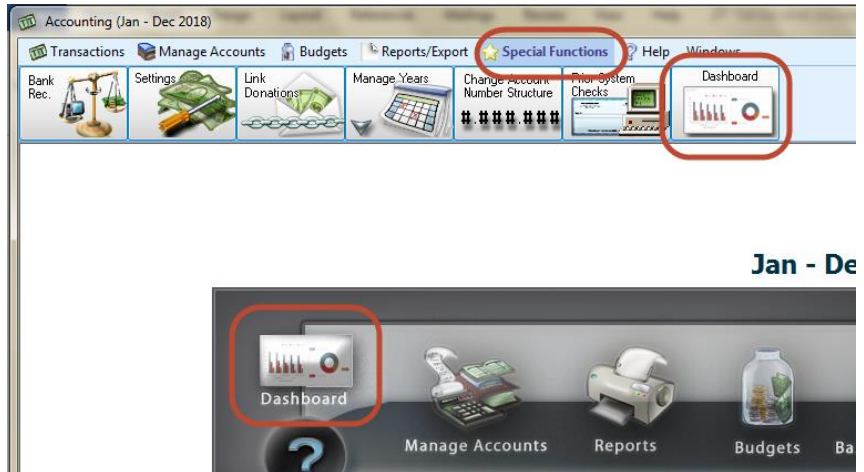 Accounting (Jan - Dec 2018)
Transactions Manage Accounts Budgets Reports/Export Special Functions ? Help Windows
Bank Rec.
Settings
Link Donations
Manage Years
Change Account Number Structure
#.###.###
Prior System Checks
Dashboard
Jan - De
Dashboard
?
Manage Accounts
Reports
Budgets
Ba